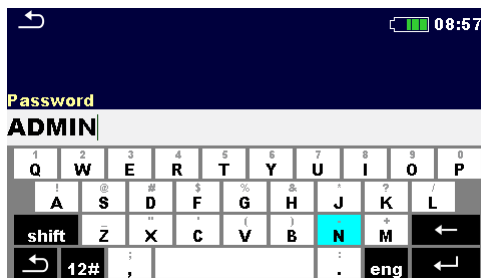 08:57
Password
ADMIN
1 2 3 4 5 6 7 8 9 0
Q W E R T Y U I O P
! @ # $ % & * ? /
A S D F G H J K L
" ' ( ) - +
shift Z X C V B N M ←
; :
12# , . eng